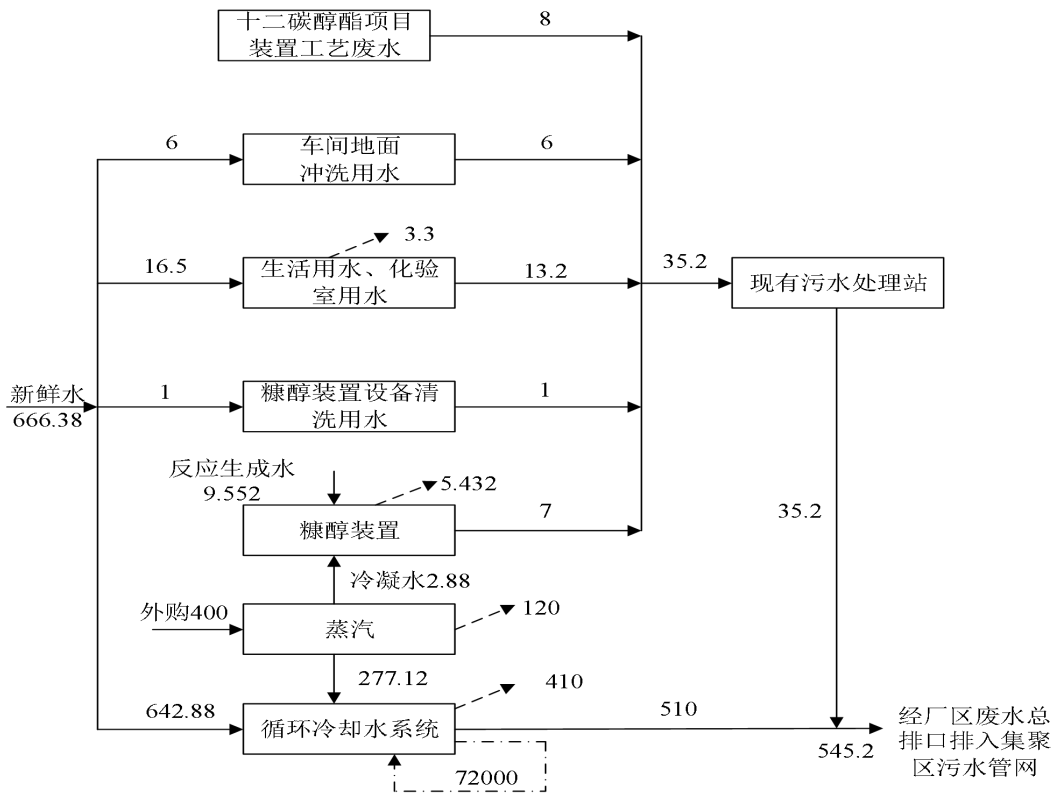 十二碳醇酯项目
装置工艺废水
8
6
车间地面
冲洗用水
6
3.3
16.5
生活用水、化验
室用水
13.2
35.2
现有污水处理站
新鲜水
666.38
1
糠醇装置设备清
洗用水
1
反应生成水
9.552
5.432
糠醇装置
7
35.2
冷凝水2.88
外购400
蒸汽
120
277.12
410
642.88
循环冷却水系统
510
545.2
经厂区废水总
排口排入集聚
区污水管网
72000